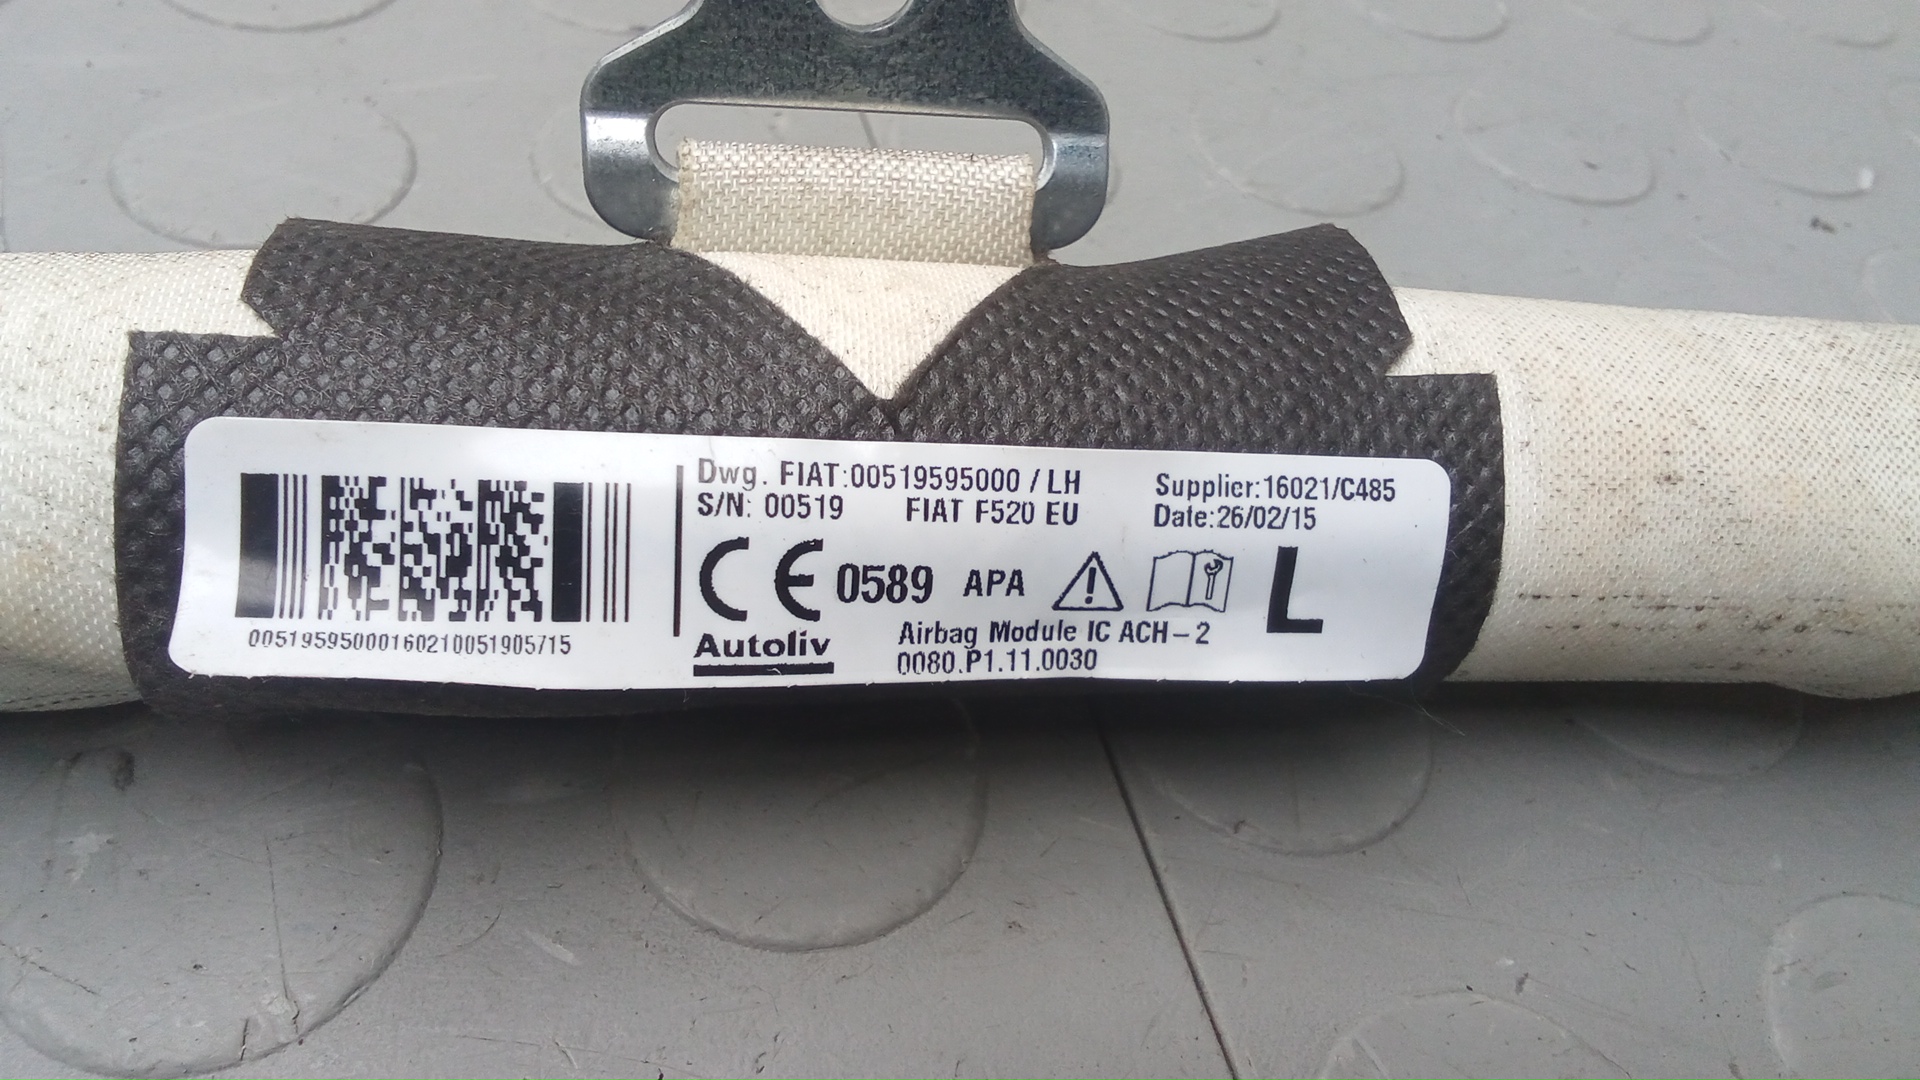 Dwg. FIAT:00519595000 / LH
S/N: 00519 FIAT F520 EU
Supplier:16021/C485
Date:26/02/15
CE 0589 APA
L
Autoliv
Airbag Module IC ACH-2
0080.P1.11.0030
00519595000160210051905715